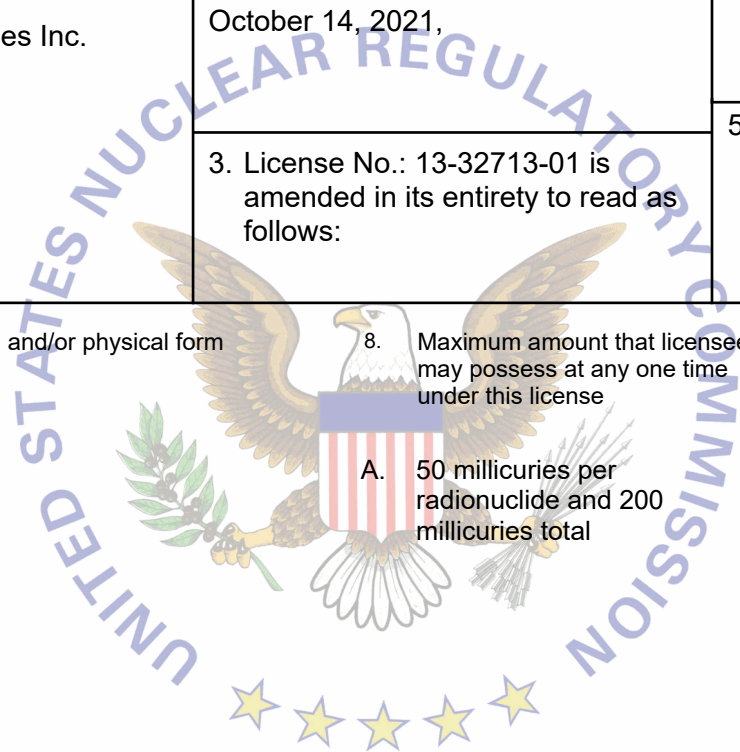 es Inc.
October 14, 2021,
5
3. License No.: 13-32713-01 is
amended in its entirety to read as
follows:
and/or physical form
8. Maximum amount that licensee
may possess at any one time
under this license
A. 50 millicuries per
radionuclide and 200
millicuries total
UNITED STATES NUCLEAR REGULATORY COMMISSION